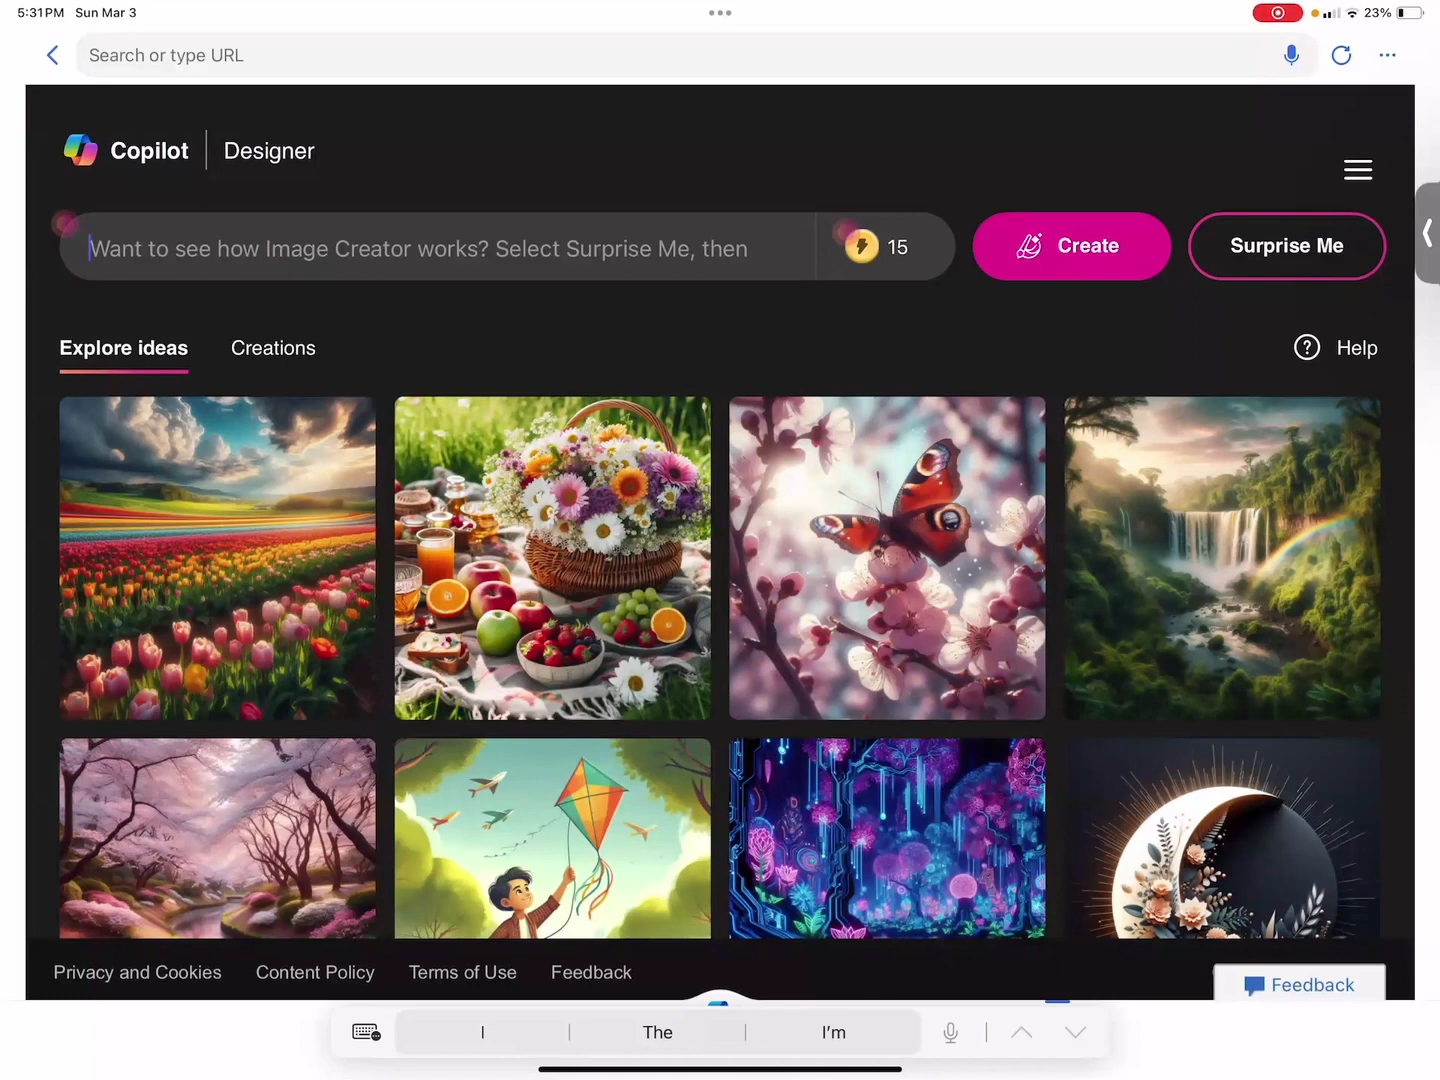 5:31PM Sun Mar 3
23%
Search or type URL
Copilot Designer
Want to see how Image Creator works? Select Surprise Me, then
15
Create
Surprise Me
Explore ideas
Creations
Help
Privacy and Cookies
Content Policy
Terms of Use
Feedback
Feedback
I
The
I'm